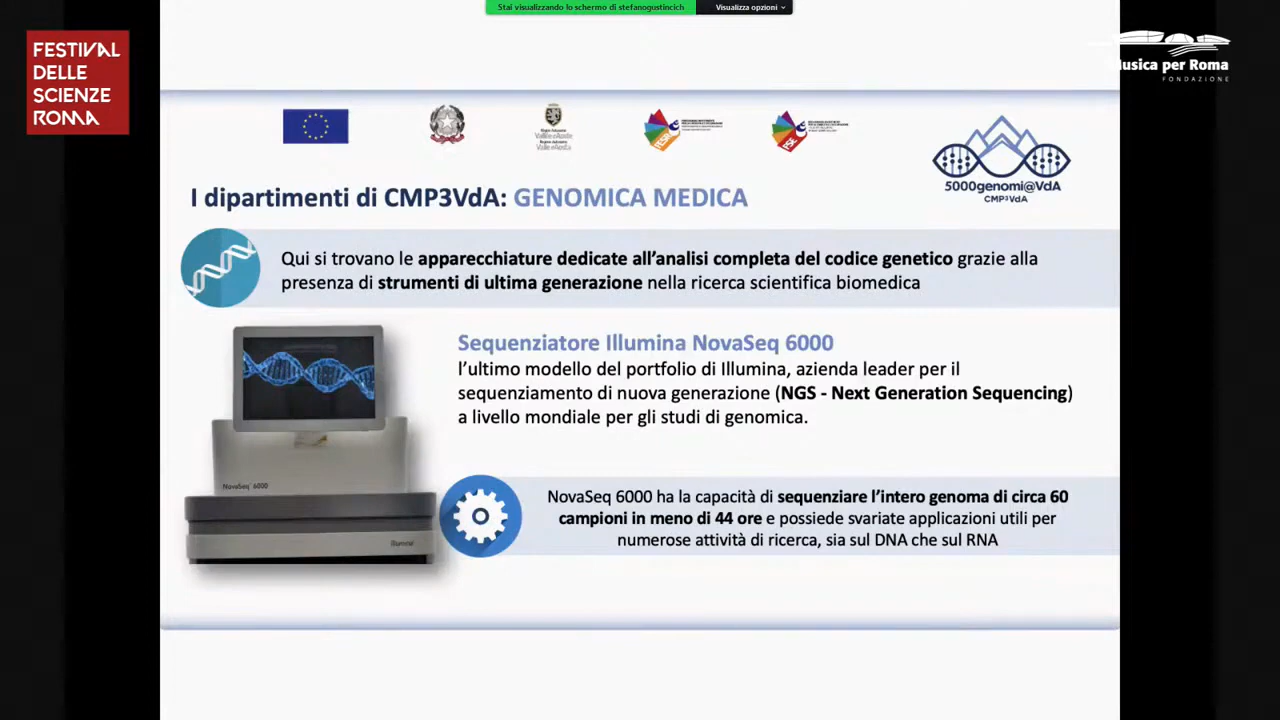 Stai visualizzando lo schermo di stefanogustincich
Visualizza opzioni
FESTIVAL
DELLE
SCIENZE
ROMA
Musica per Roma
FONDAZIONE
5000genomi@VdA
CMP3VdA
I dipartimenti di CMP3VdA: GENOMICA MEDICA
Qui si trovano le apparecchiature dedicate all'analisi completa del codice genetico grazie alla
presenza di strumenti di ultima generazione nella ricerca scientifica biomedica
Sequenziatore Illumina NovaSeq 6000
l'ultimo modello del portfolio di Illumina, azienda leader per il
sequenziamento di nuova generazione (NGS - Next Generation Sequencing)
a livello mondiale per gli studi di genomica.
NovaSeq 6000
illumina
NovaSeq 6000 ha la capacità di sequenziare l'intero genoma di circa 60
campioni in meno di 44 ore e possiede svariate applicazioni utili per
numerose attività di ricerca, sia sul DNA che sul RNA